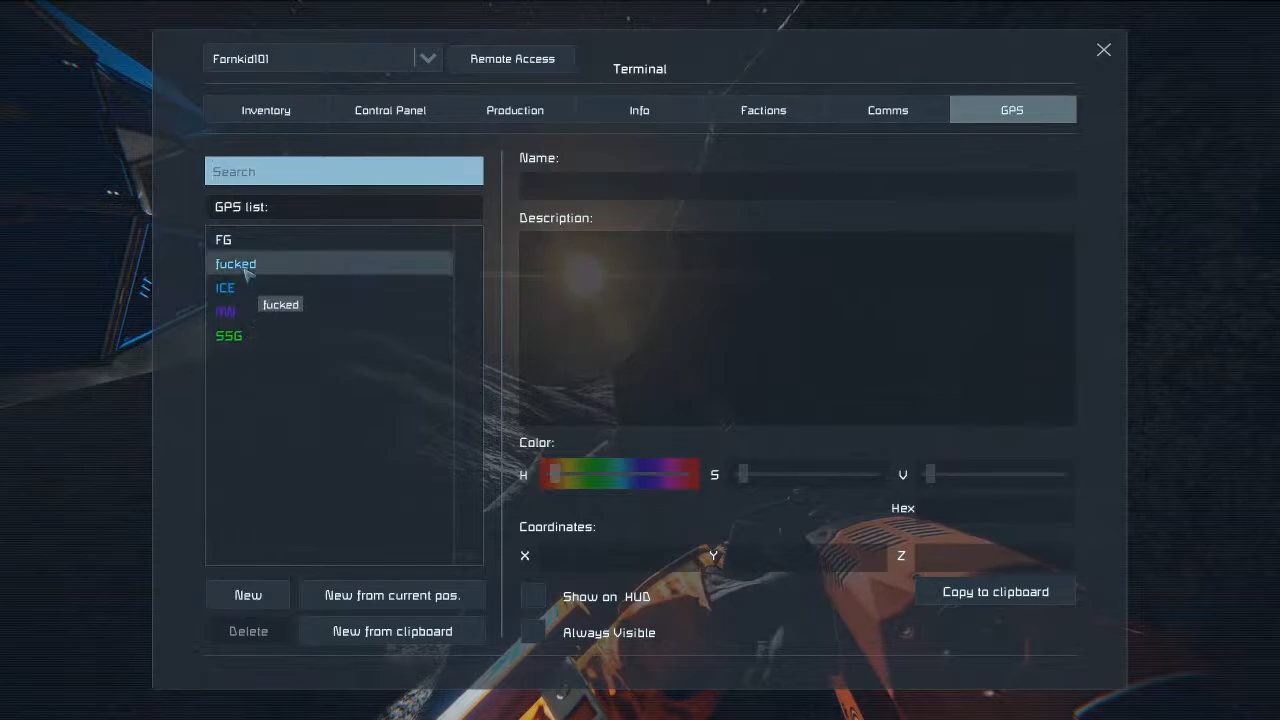 Farnkid101
Remote Access
Terminal
Inventory
Control Panel
Production
Info
Factions
Comms
GPS
Search
GPS list:
FG
fucked
ICE
fucked
SSG
New
New from current pos.
Delete
New from clipboard
Name:
Description:
Color:
H
S
V
Hex
Coordinates:
X
Y
Z
Show on HUD
Copy to clipboard
Always Visible